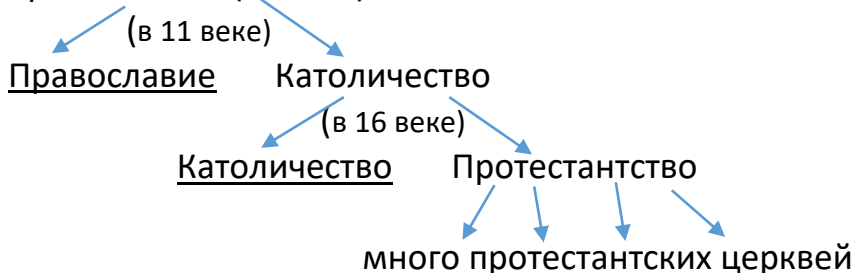 (в 11 веке)
Православие Католичество
(в 16 веке)
Католичество Протестантство
много протестантских церквей